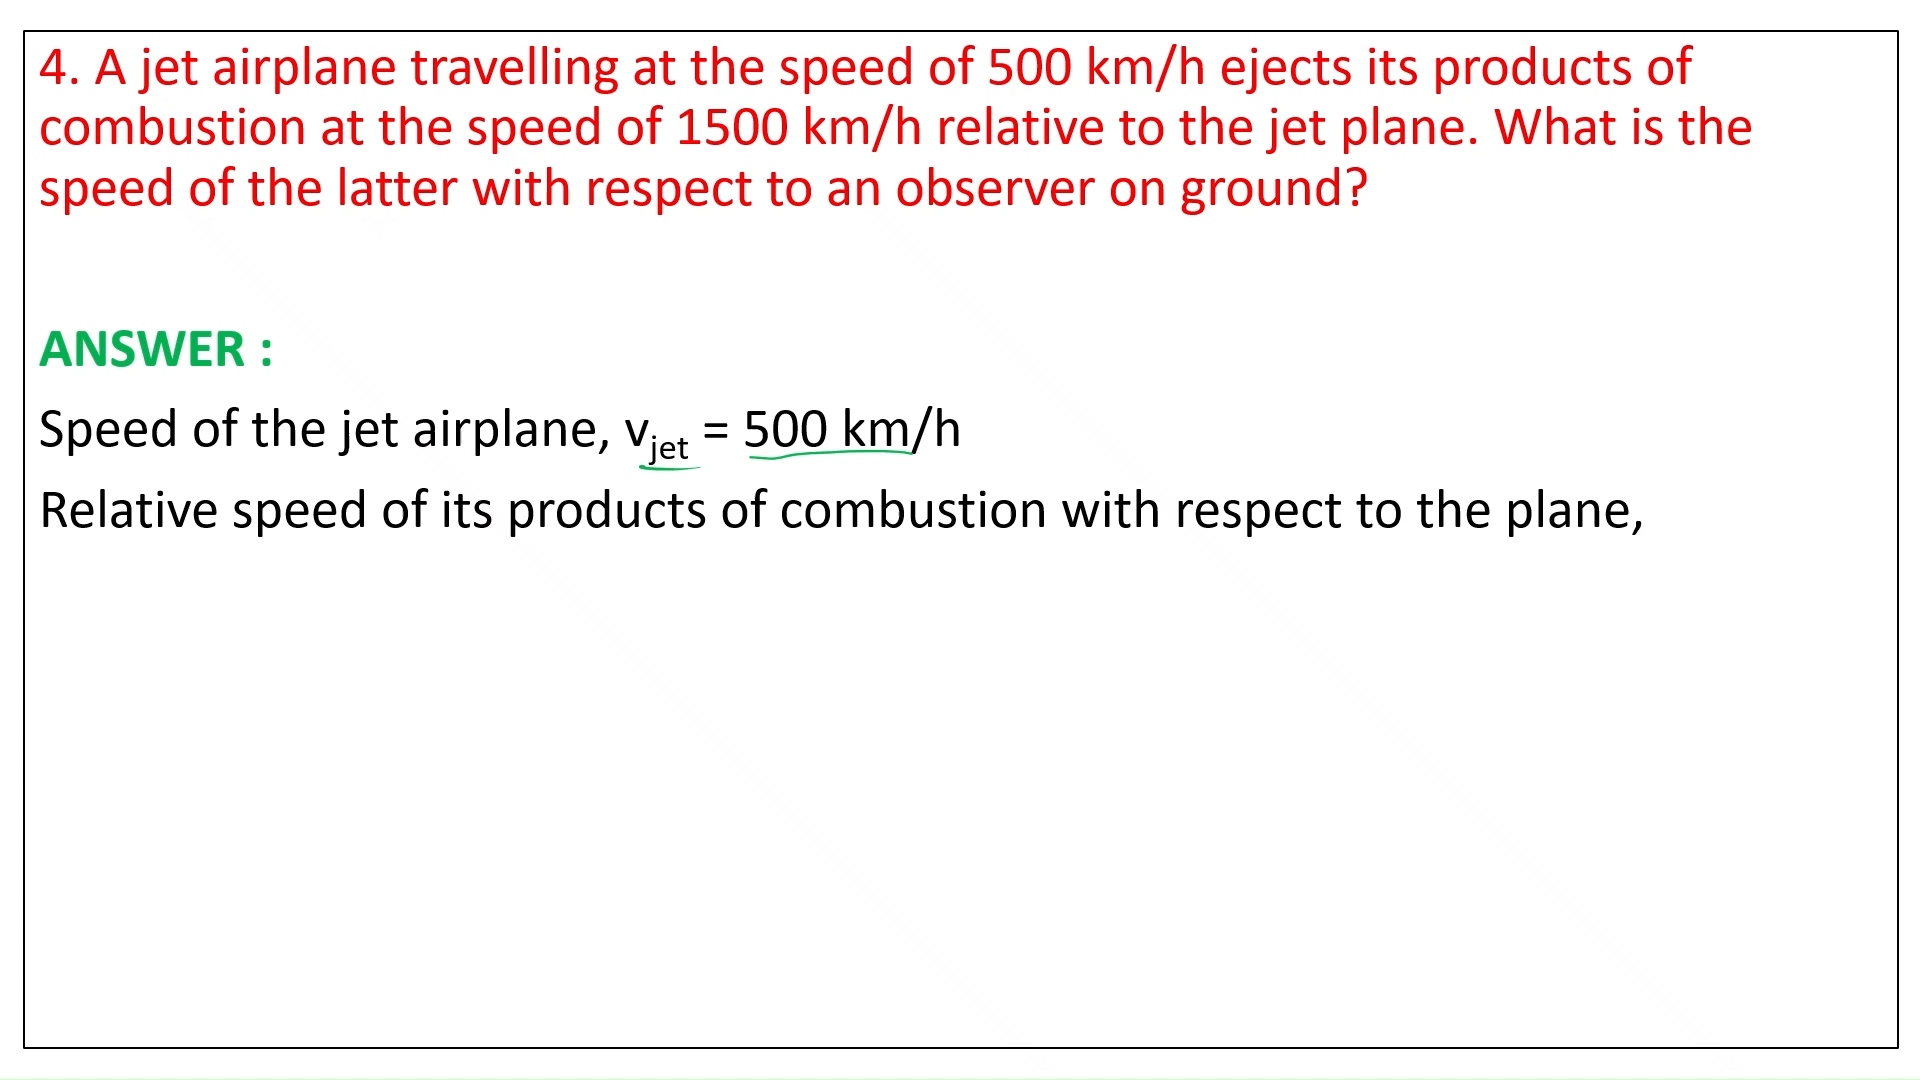 4. A jet airplane travelling at the speed of 500 km/h ejects its products of
combustion at the speed of 1500 km/h relative to the jet plane. What is the
speed of the latter with respect to an observer on ground?
ANSWER :
Speed of the jet airplane, vjet = 500 km/h
Relative speed of its products of combustion with respect to the plane,